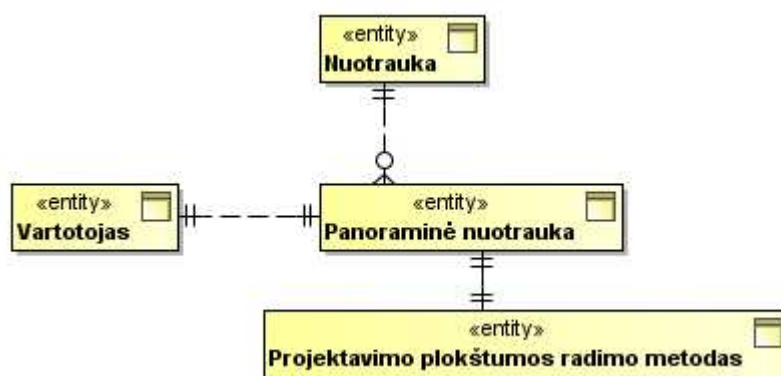 «entity»
Nuotrauka
«entity»
Vartotojas
«entity»
Panoraminė nuotrauka
«entity»
Projektavimo plokštumos radimo metodas